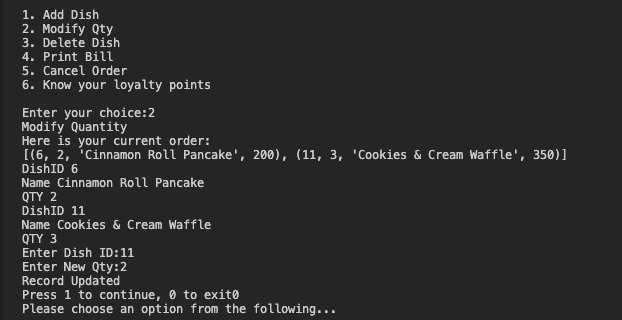 1. Add Dish
2. Modify Qty
3. Delete Dish
4. Print Bill
5. Cancel Order
6. Know your loyalty points
Enter your choice:2
Modify Quantity
Here is your current order:
[(6, 2, 'Cinnamon Roll Pancake', 200), (11, 3, 'Cookies & Cream Waffle', 350)]
DishID 6
Name Cinnamon Roll Pancake
QTY 2
DishID 11
Name Cookies & Cream Waffle
QTY 3
Enter Dish ID:11
Enter New Qty:2
Record Updated
Press 1 to continue, 0 to exit0
Please choose an option from the following...